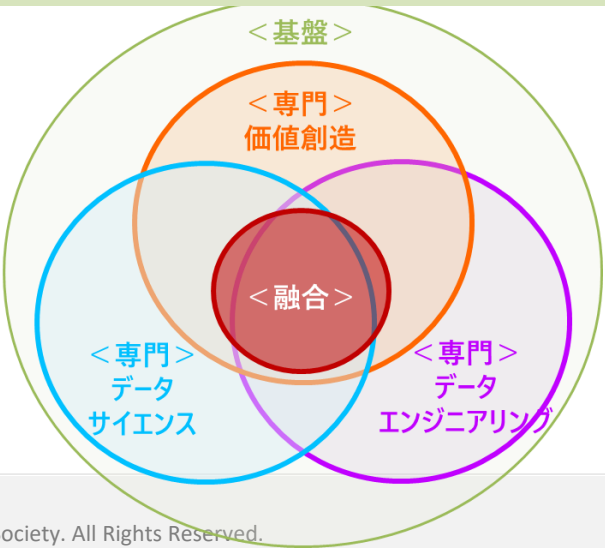 ＜基盤＞
＜専門＞
価値創造
＜融合＞
＜専門＞
データ
サイエンス
＜専門＞
データ
エンジニアリング
ociety. All Rights Reserved.